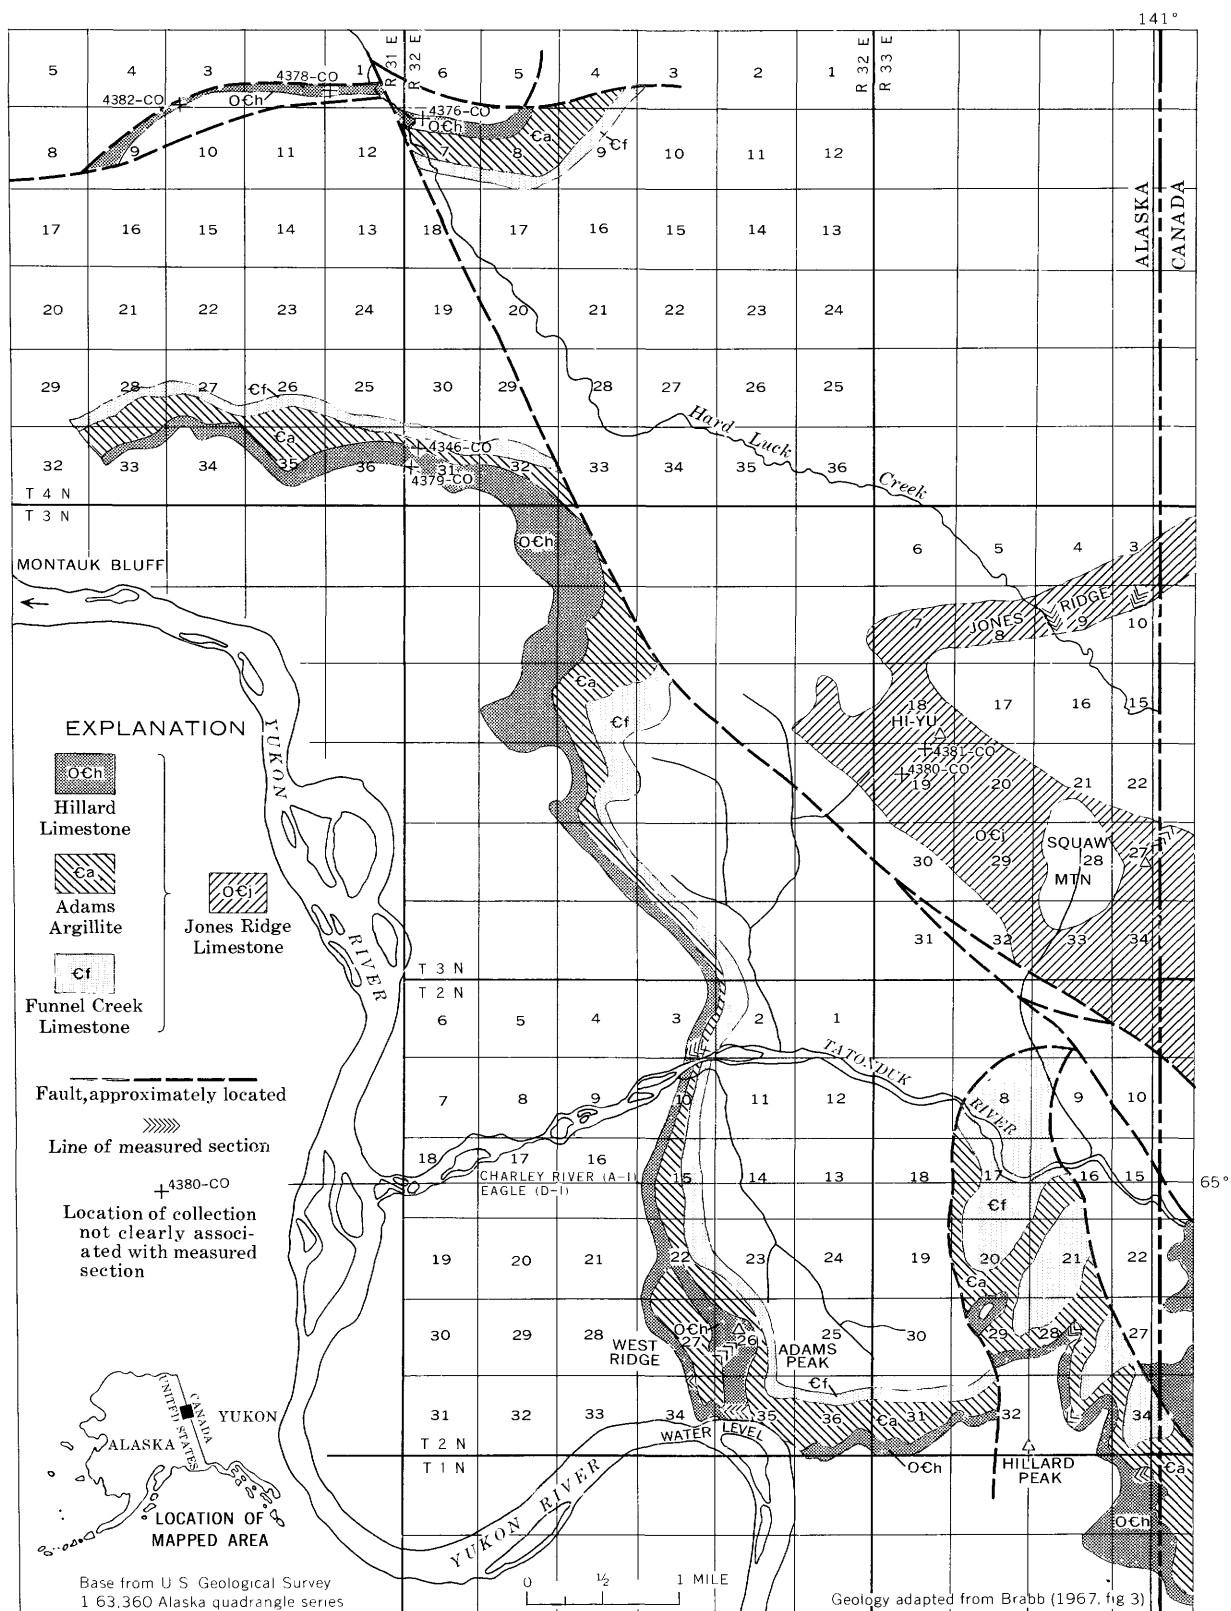 141°
R 31 E
R 32 E
R 32 E
R 33 E
5 4 3 1 6 5 4 3 2 1
4378-CO
4382-CO
OЄh
4376-CO
OЄh
Єa
Єf
8 9 10 11 12 7 8 9 10 11 12
ALASKA
CANADA
17 16 15 14 13 18 17 16 15 14 13
20 21 22 23 24 19 20 21 22 23 24
29 28 27 Єf 26 25 30 29 28 27 26 25
Hard Luck Creek
Єa
4346-CO
32 33 34 35 36 31 32 33 34 35 36
4379-CO
T 4 N
T 3 N
OЄh
6 5 4 3
MONTAUK BLUFF
JONES RIDGE
7 8 9 10
Єa
Єf
18 17 16 15
HI-YU
4381-CO
4380-CO
19 20 21 22
OЄj
SQUAW
MTN
30 29 28 27
31 32 33 34
YUKON RIVER
EXPLANATION
OЄh
Hillard
Limestone
Єa
Adams
Argillite
OЄj
Jones Ridge
Limestone
Єf
Funnel Creek
Limestone
Fault, approximately located
Line of measured section
4380-CO
Location of collection
not clearly associ-
ated with measured
section
T 3 N
T 2 N
6 5 4 3 2 1
TATONDUK RIVER
7 8 9 10 11 12 8 9 10
18 17 16 15 14 13 18 17 16 15
CHARLEY RIVER (A-1)
EAGLE (D-1)
65°
Єf
19 20 21 22 23 24 19 20 21 22
Єa
30 29 28 27 26 25 30 29 28 27
OЄh
WEST
RIDGE
ADAMS
PEAK
Єf
31 32 33 34 35 36 Єa 31 32 34
WATER LEVEL
T 2 N
T 1 N
OЄh
HILLARD
PEAK
Єa
OЄh
YUKON RIVER
UNITED STATES
CANADA
YUKON
ALASKA
LOCATION OF
MAPPED AREA
Base from U S Geological Survey
1 63,360 Alaska quadrangle series
0 ½ 1 MILE
Geology adapted from Brabb (1967, fig 3)